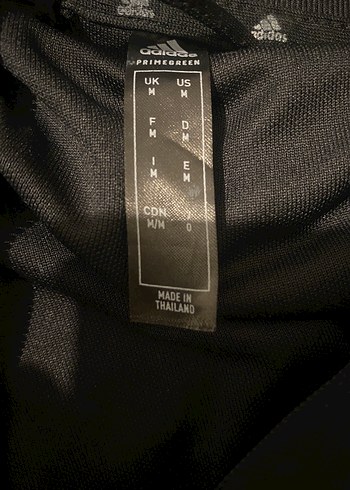 adidas
adidas
adidas
PRIMEGREEN
UK US
M M
F D
M M
I E
M M
CDN J
M/M O
MADE IN
THAILAND